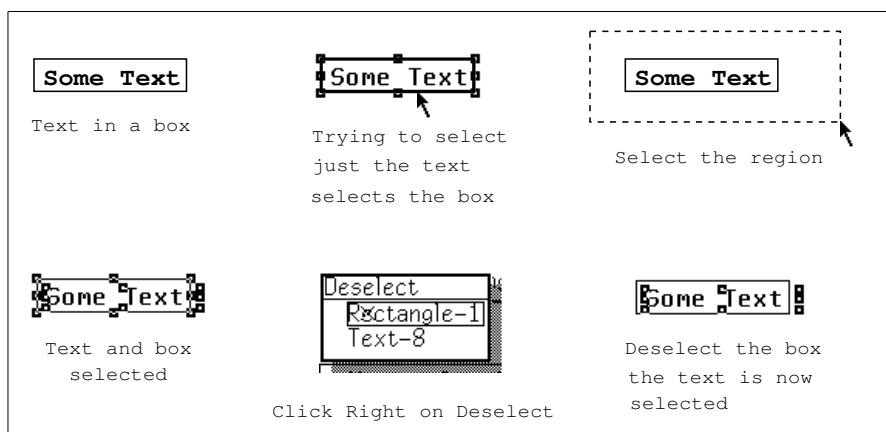 Some Text
Text in a box
Some Text
Trying to select
just the text
selects the box
Some Text
Select the region
Some Text
Text and box
selected
Deselect
Rectangle-1
Text-8
Click Right on Deselect
Some Text
Deselect the box
the text is now
selected